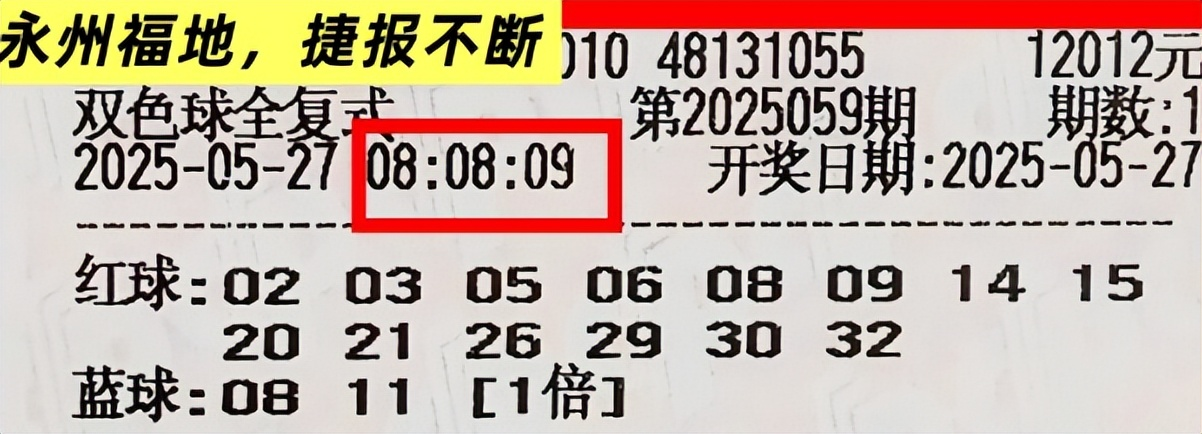 永州福地，捷报不断
010 48131055 12012元
双色球全复式 第2025059期 期数:1
2025-05-27 08:08:09 开奖日期:2025-05-27
红球:02 03 05 06 08 09 14 15
20 21 26 29 30 32
蓝球:08 11 [1倍]